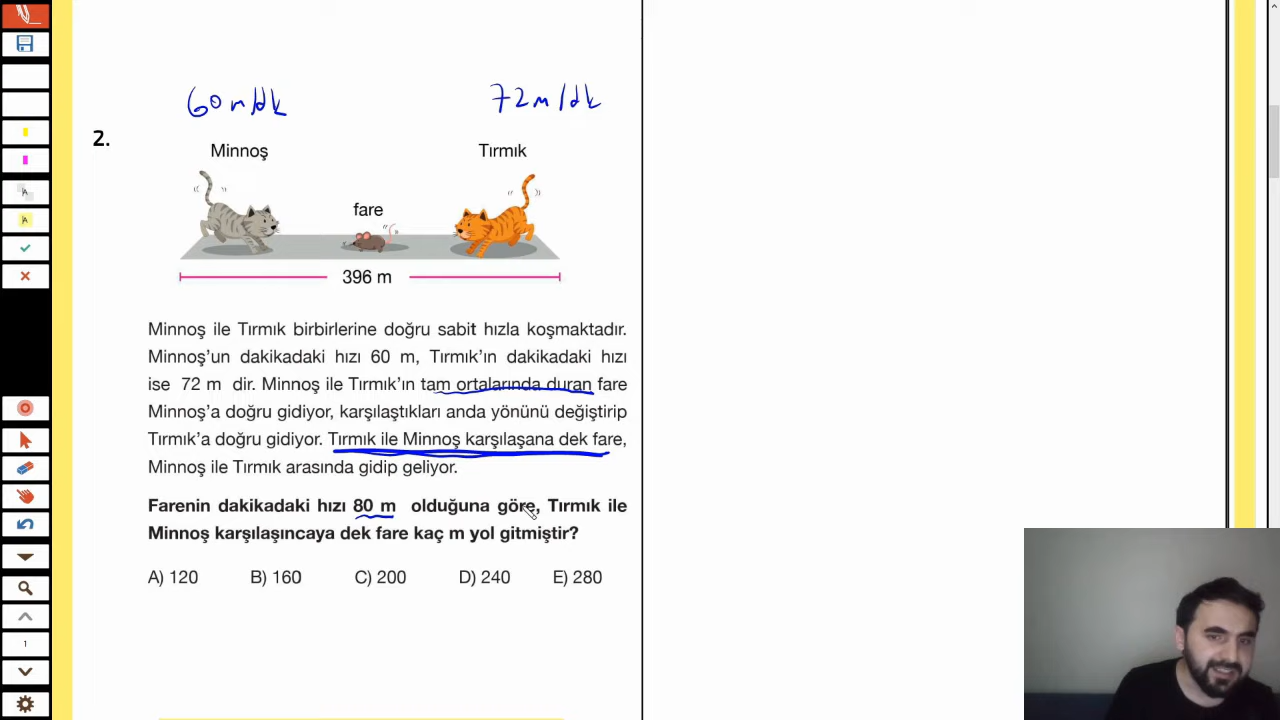 60 m/dk
72 m/dk
2.
Minnoş
Tırmık
fare
396 m
Minnoş ile Tırmık birbirlerine doğru sabit hızla koşmaktadır.
Minnoş'un dakikadaki hızı 60 m, Tırmık'ın dakikadaki hızı
ise 72 m dir. Minnoş ile Tırmık'ın tam ortalarında duran fare
Minnoş'a doğru gidiyor, karşılaştıkları anda yönünü değiştirip
Tırmık'a doğru gidiyor. Tırmık ile Minnoş karşılaşana dek fare,
Minnoş ile Tırmık arasında gidip geliyor.
Farenin dakikadaki hızı 80 m olduğuna göre, Tırmık ile
Minnoş karşılaşıncaya dek fare kaç m yol gitmiştir?
A) 120 B) 160 C) 200 D) 240 E) 280
A
A
1